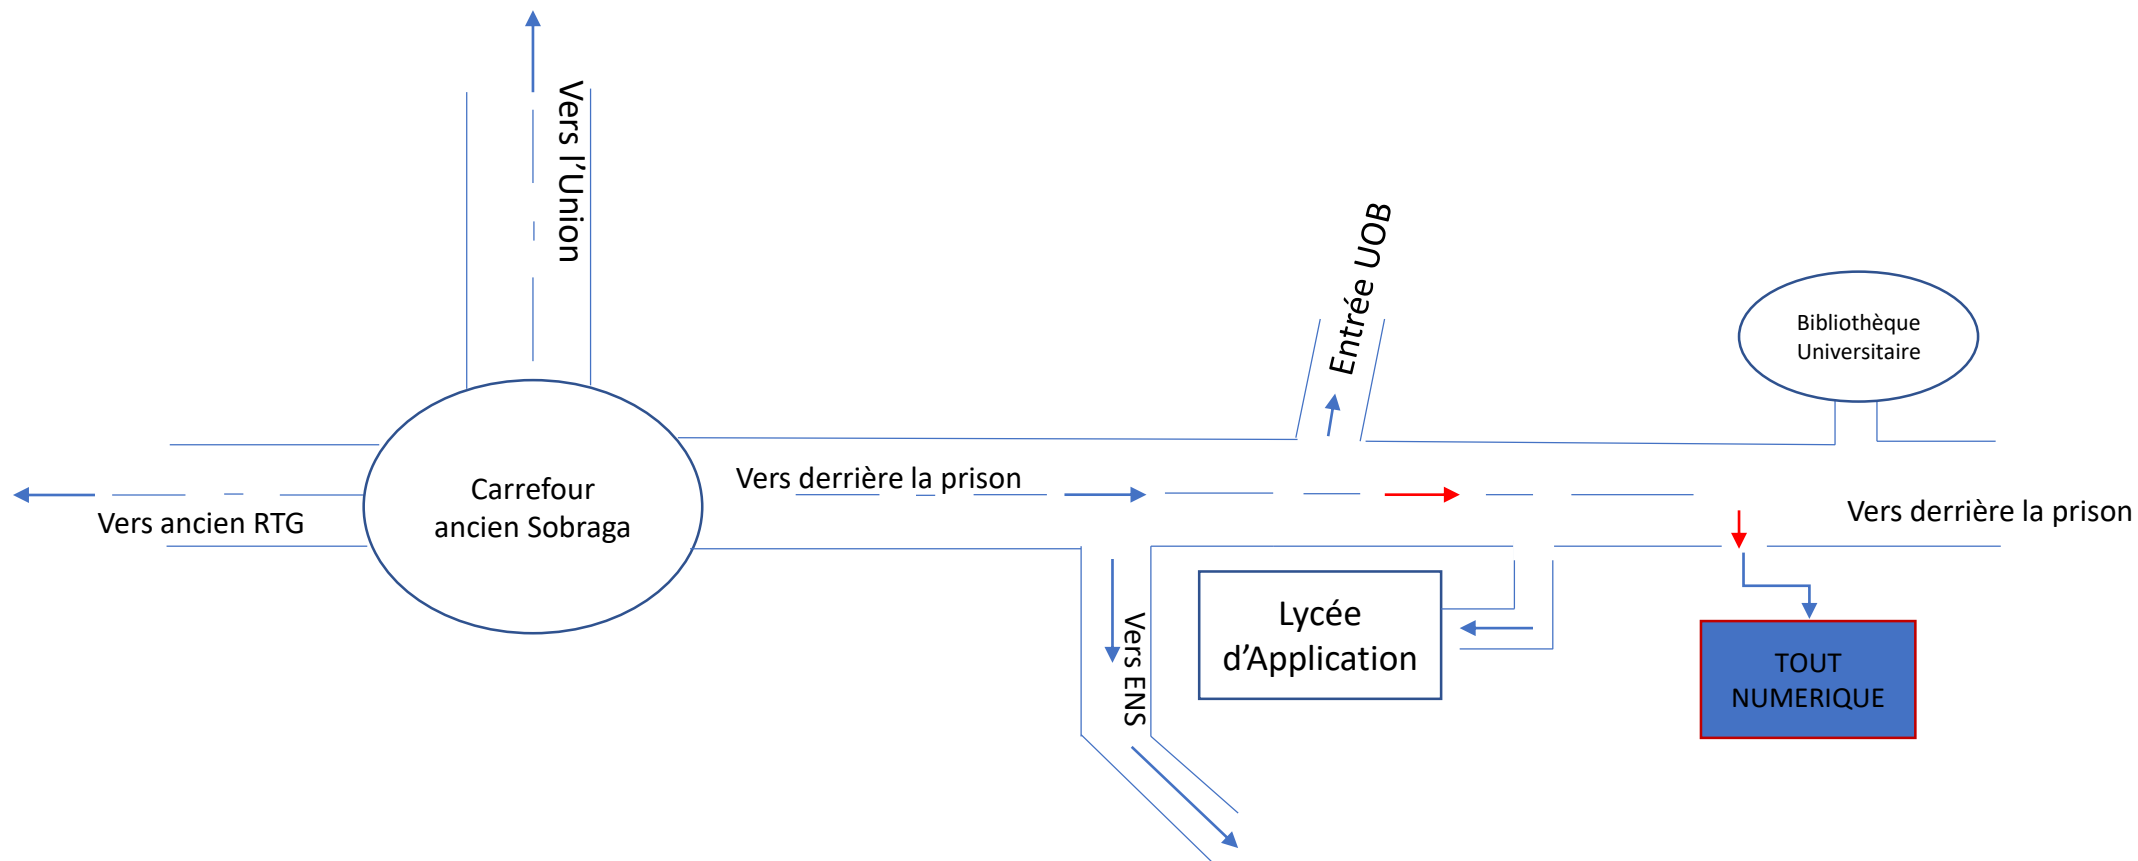 Vers l’Union
Entrée UOB
Bibliothèque
Universitaire
Carrefour
ancien Sobraga
Vers derrière la prison
Vers ancien RTG
Vers derrière la prison
Vers ENS
Lycée
d’Application
TOUT
NUMERIQUE